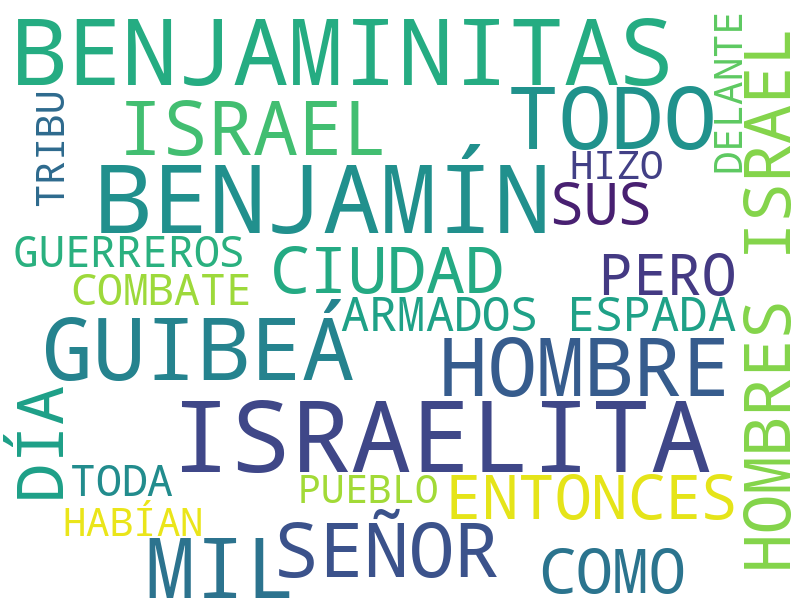 BENJAMINITAS
DELANTE
TRIBU
ISRAEL
TODO
HOMBRES ISRAEL
BENJAMÍN
HIZO
SUS
GUERREROS
CIUDAD
PERO
COMBATE
ARMADOS
ESPADA
GUIBEÁ
HOMBRE
DÍA
ISRAELITA
TODA
PUEBLO
ENTONCES
HABÍAN
MIL
SEÑOR
COMO